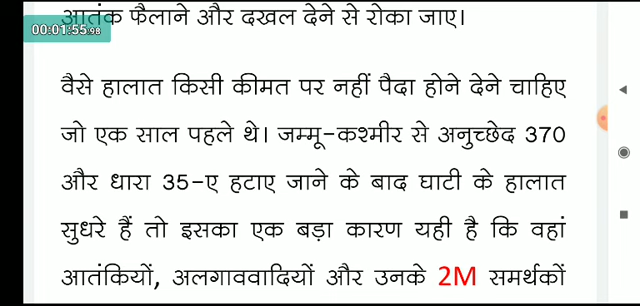 आतंक फैलाने और दखल देने से रोका जाए।
00:01:55.98
वैसे हालात किसी कीमत पर नहीं पैदा होने देने चाहिए
जो एक साल पहले थे। जम्मू-कश्मीर से अनुच्छेद 370
और धारा 35-ए हटाए जाने के बाद घाटी के हालात
सुधरे हैं तो इसका एक बड़ा कारण यही है कि वहां
आतंकियों, अलगाववादियों और उनके 2M समर्थकों